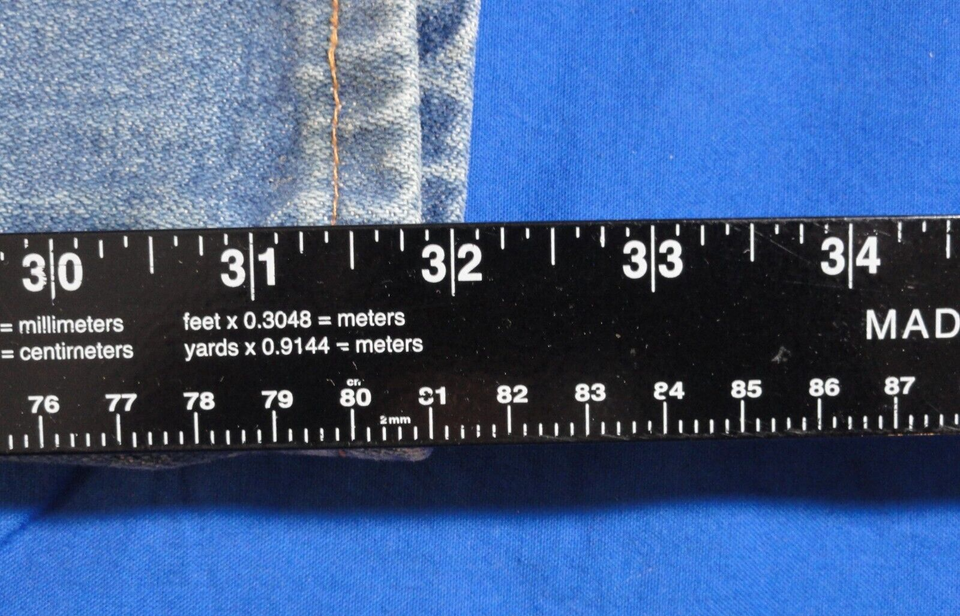 30 31 32 33 34
= millimeters feet x 0.3048 = meters
= centimeters yards x 0.9144 = meters MAD
cm
76 77 78 79 80 81 82 83 84 85 86 87
2mm